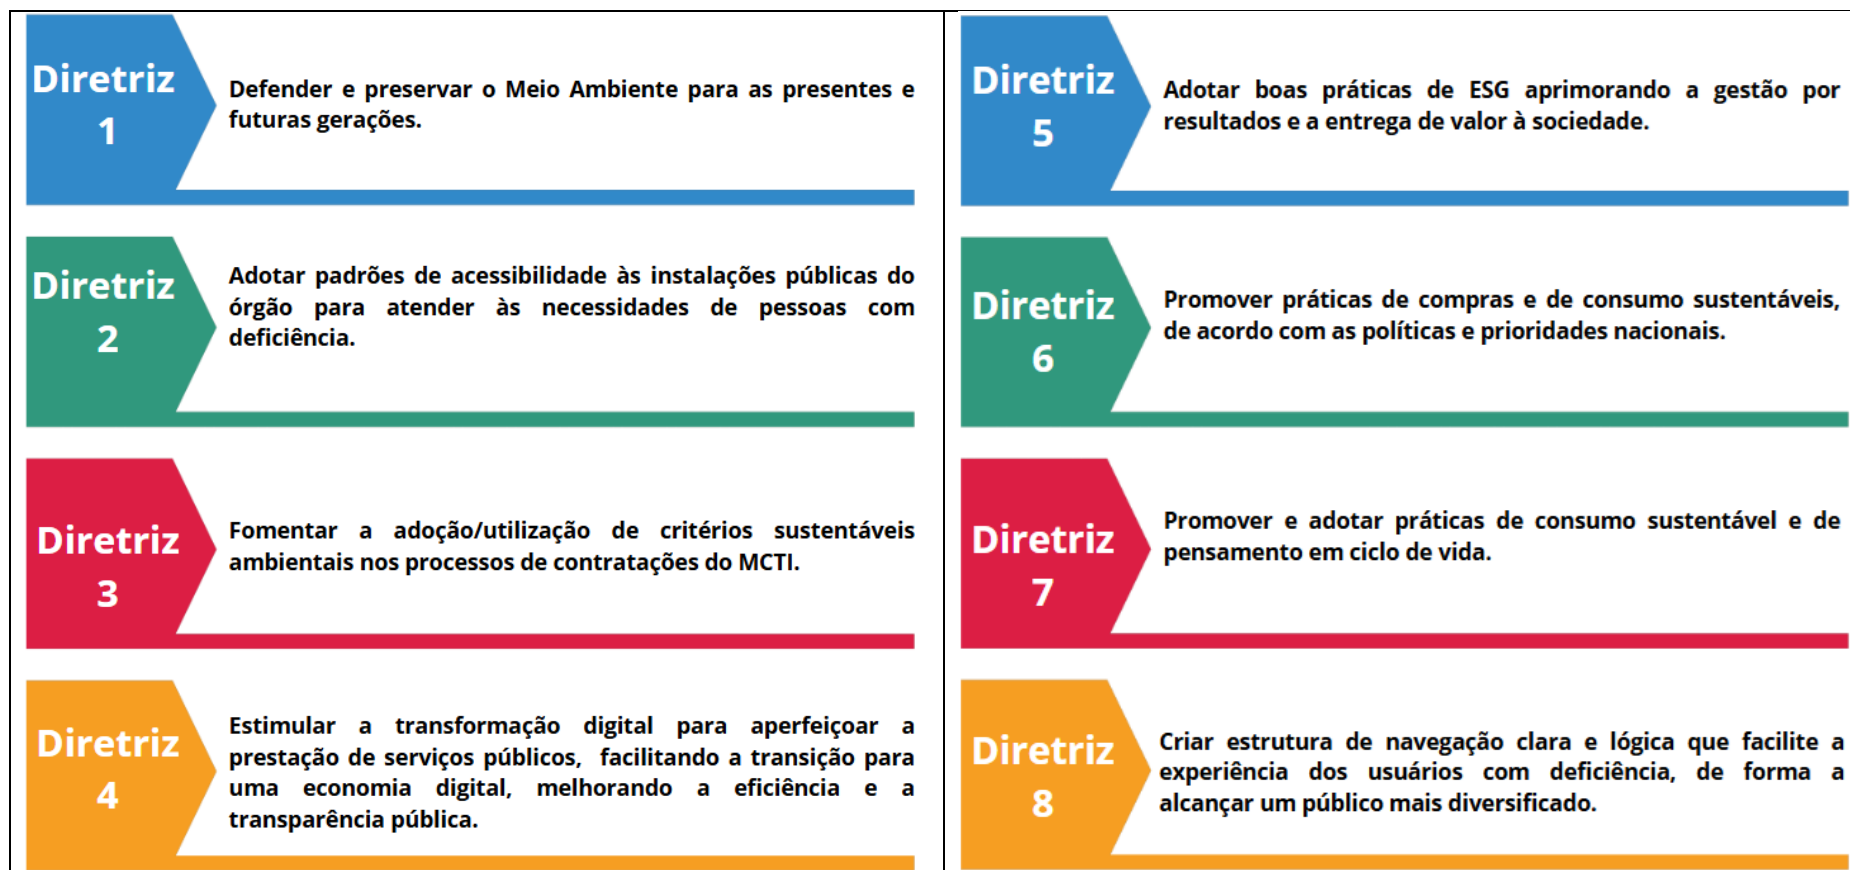 Diretriz
1
Defender e preservar o Meio Ambiente para as presentes e
futuras gerações.
Diretriz
2
Adotar padrões de acessibilidade às instalações públicas do
órgão para atender às necessidades de pessoas com
deficiência.
Diretriz
3
Fomentar a adoção/utilização de critérios sustentáveis
ambientais nos processos de contratações do MCTI.
Diretriz
4
Estimular a transformação digital para aperfeiçoar a
prestação de serviços públicos, facilitando a transição para
uma economia digital, melhorando a eficiência e a
transparência pública.
Diretriz
5
Adotar boas práticas de ESG aprimorando a gestão por
resultados e a entrega de valor à sociedade.
Diretriz
6
Promover práticas de compras e de consumo sustentáveis,
de acordo com as políticas e prioridades nacionais.
Diretriz
7
Promover e adotar práticas de consumo sustentável e de
pensamento em ciclo de vida.
Diretriz
8
Criar estrutura de navegação clara e lógica que facilite a
experiência dos usuários com deficiência, de forma a
alcançar um público mais diversificado.